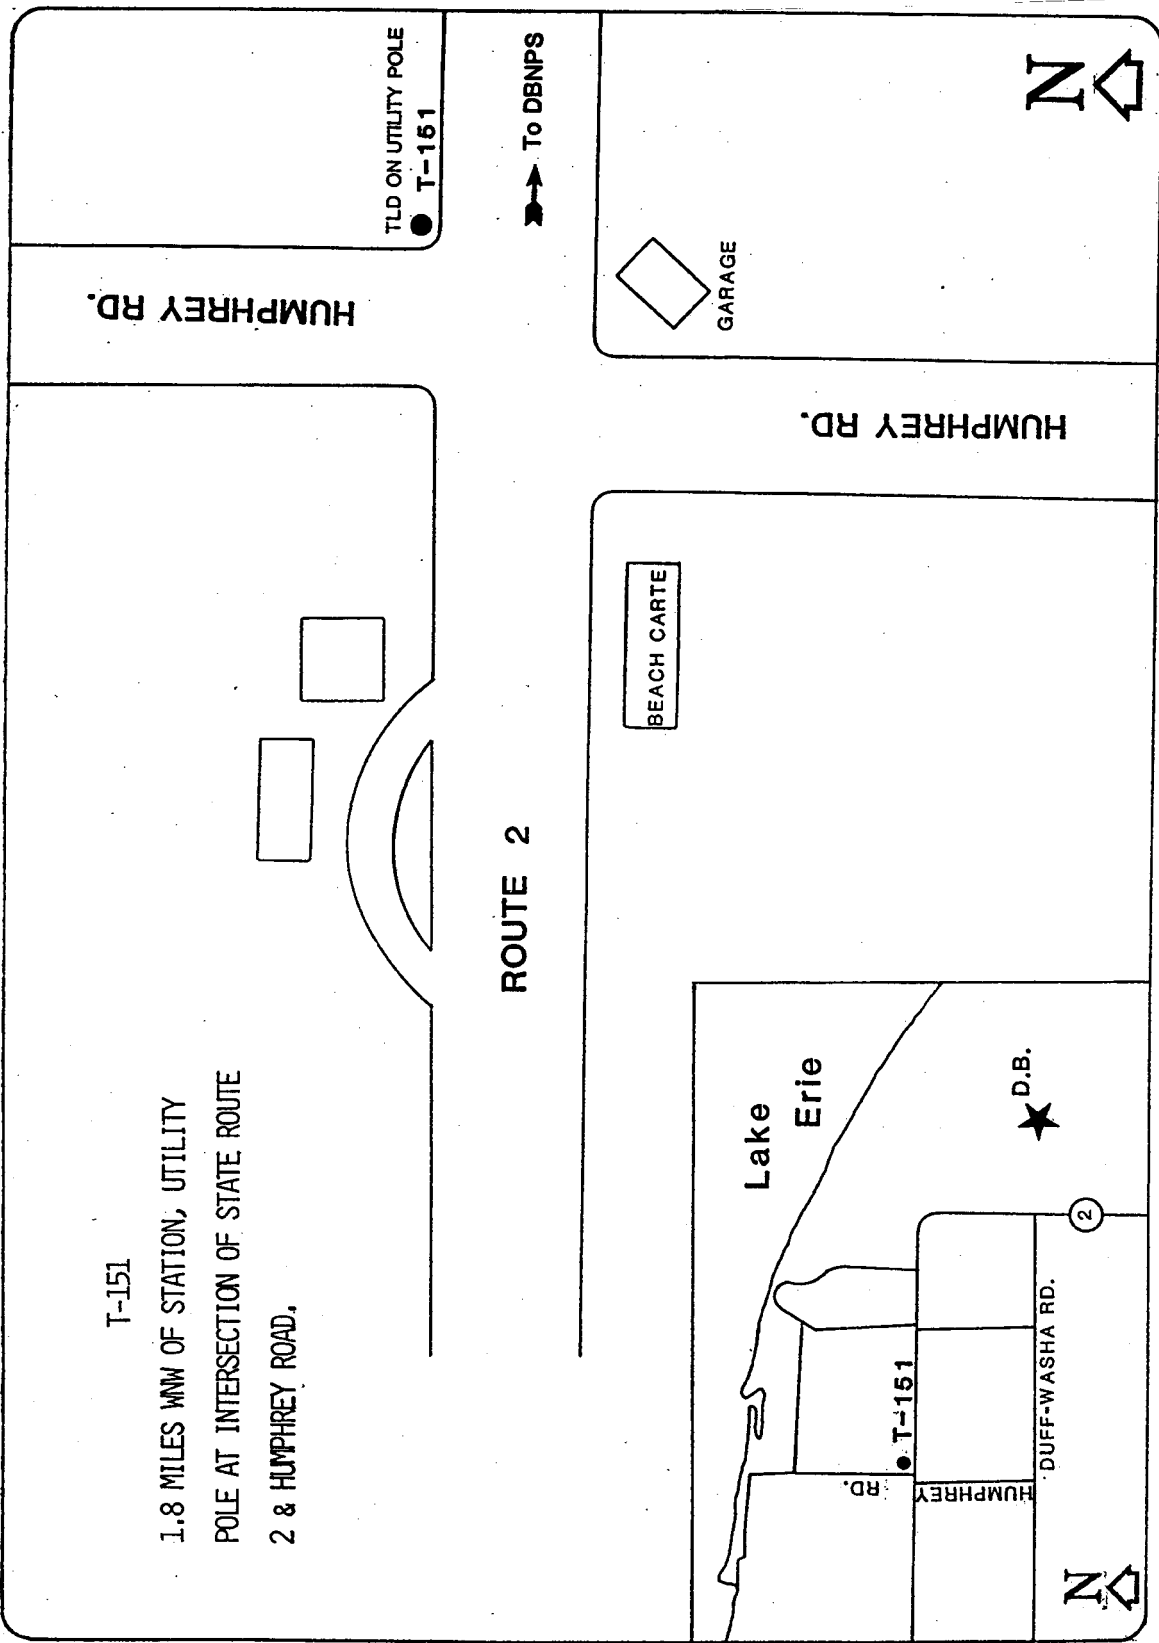 T-151
1.8 MILES WNW OF STATION, UTILITY
POLE AT INTERSECTION OF STATE ROUTE
2 & HUMPHREY ROAD.
HUMPHREY RD.
TLD ON UTILITY POLE
T-151
ROUTE 2
To DBNPS
BEACH CARTE
GARAGE
HUMPHREY RD.
N
Lake
Erie
T-151
RD.
HUMPHREY
D.B.
DUFF-WASHA RD.
2
N